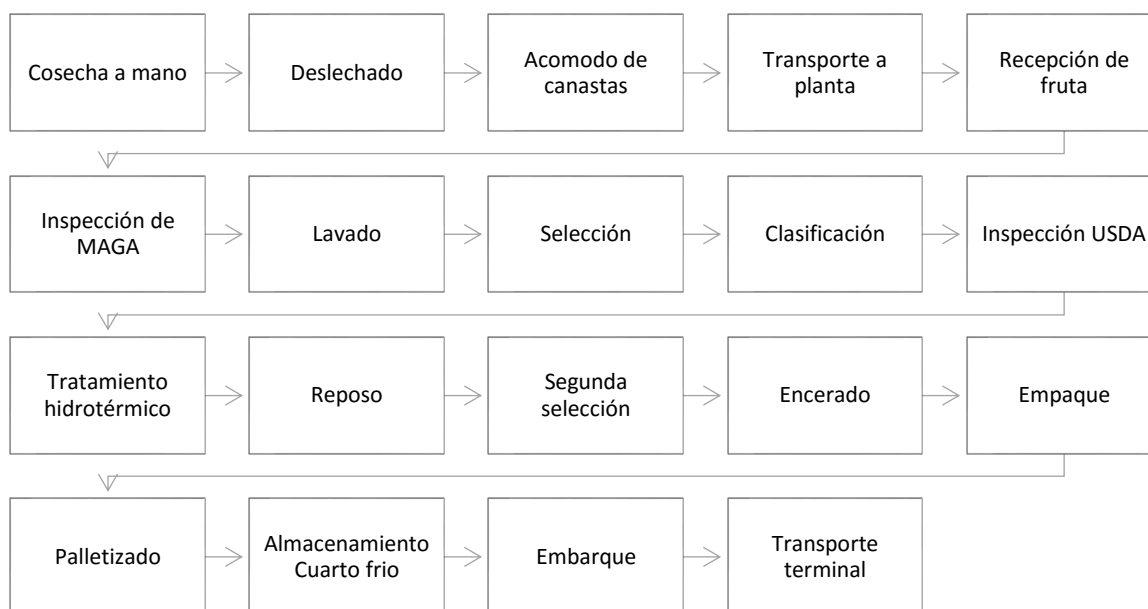 Cosecha a mano
Deslechado
Acomodo de
canastas
Transporte a
planta
Recepción de
fruta
Inspección de
MAGA
Lavado
Selección
Clasificación
Inspección USDA
Tratamiento
hidrotérmico
Reposo
Segunda
selección
Encerado
Empaque
Palletizado
Almacenamiento
Cuarto frio
Embarque
Transporte
terminal